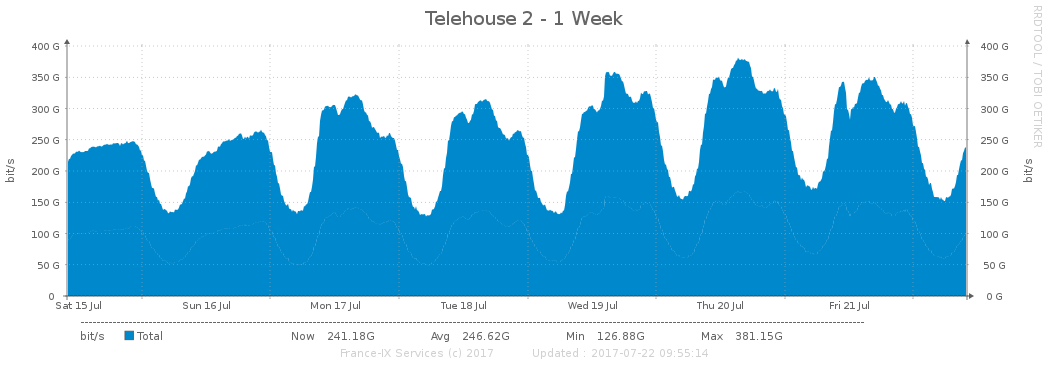 Telehouse 2 - 1 Week
RRDTOOL / TOBI OETIKER
400 G 400 G
350 G 350 G
300 G 300 G
250 G 250 G
200 G 200 G
150 G 150 G
100 G 100 G
50 G 50 G
0 0 G
bit/s
bit/s
Sat 15 Jul Sun 16 Jul Mon 17 Jul Tue 18 Jul Wed 19 Jul Thu 20 Jul Fri 21 Jul
bit/s Total Now 241.18G Avg 246.62G Min 126.88G Max 381.15G
France-IX Services (c) 2017 Updated : 2017-07-22 09:55:14